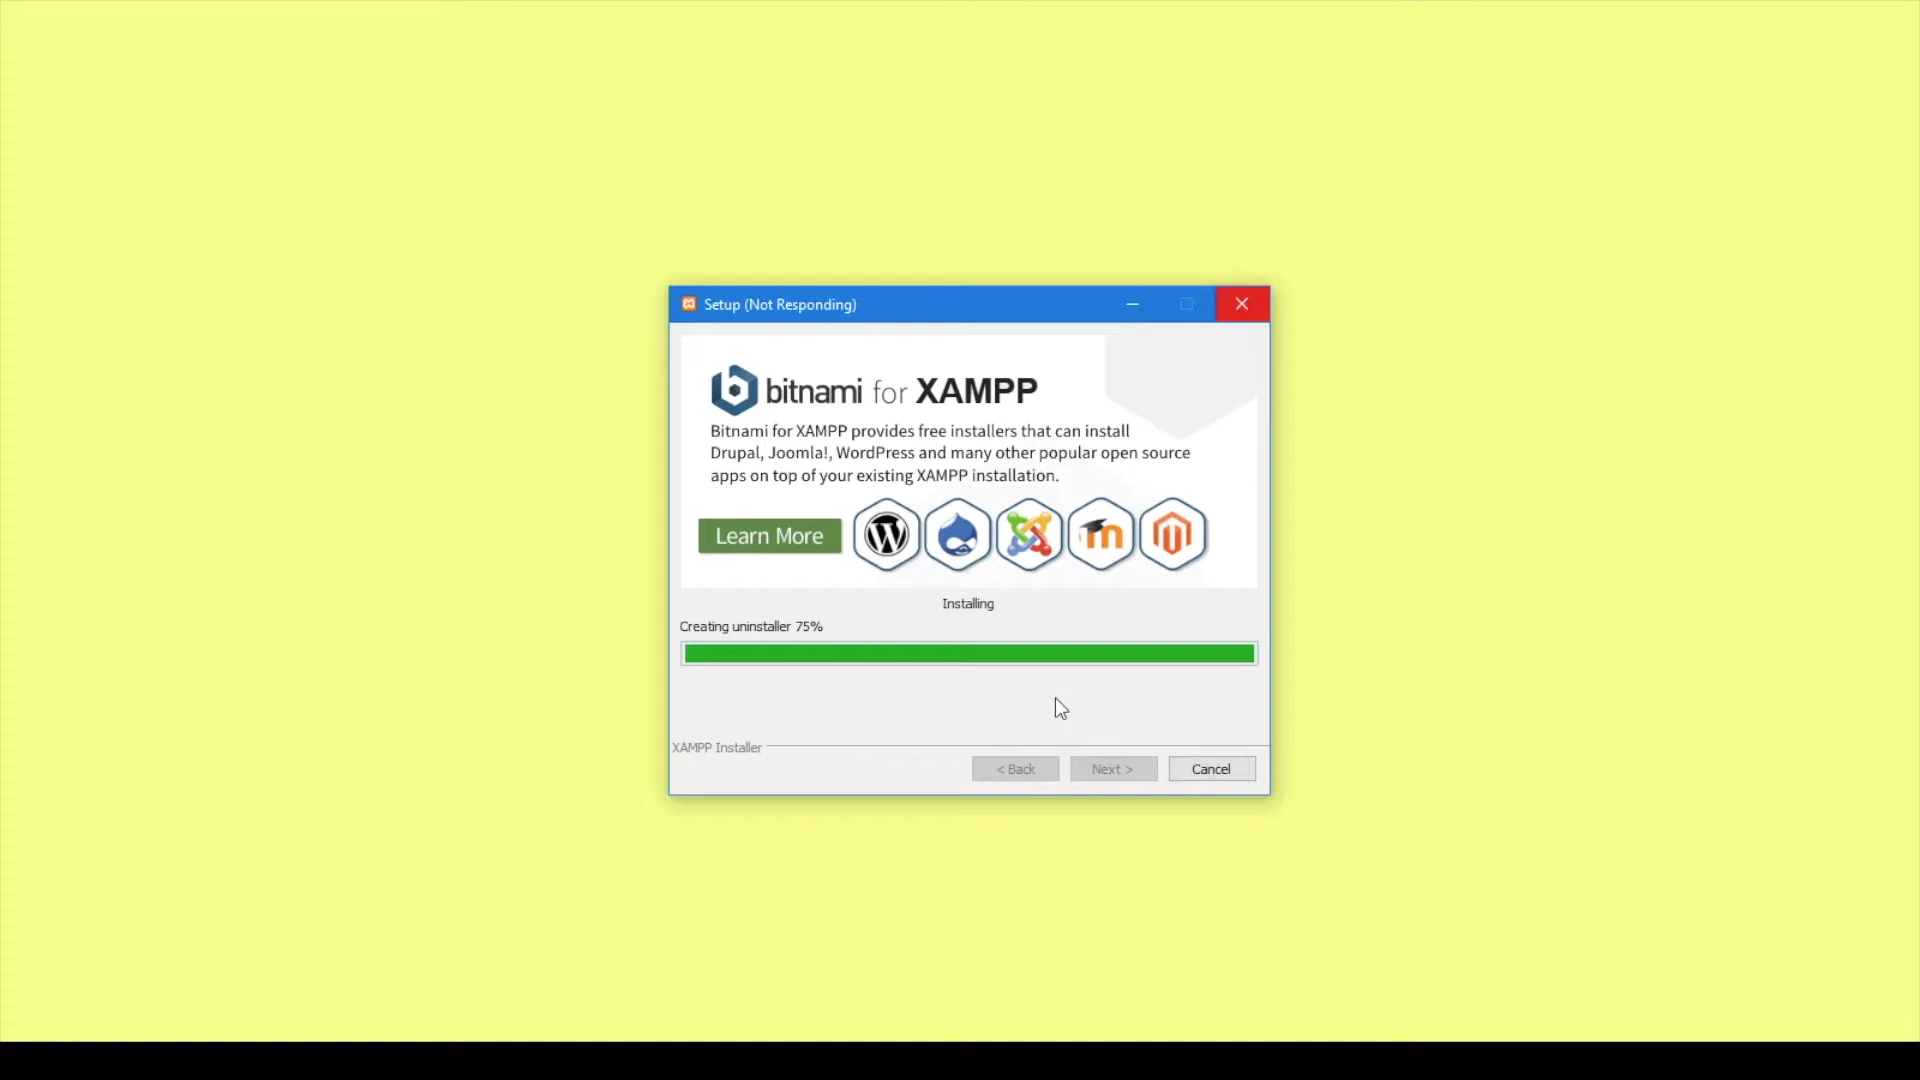 Setup (Not Responding)
bitnami for XAMPP
Bitnami for XAMPP provides free installers that can install
Drupal, Joomla!, WordPress and many other popular open source
apps on top of your existing XAMPP installation.
Learn More
Installing
Creating uninstaller 75%
XAMPP Installer
< Back
Next >
Cancel